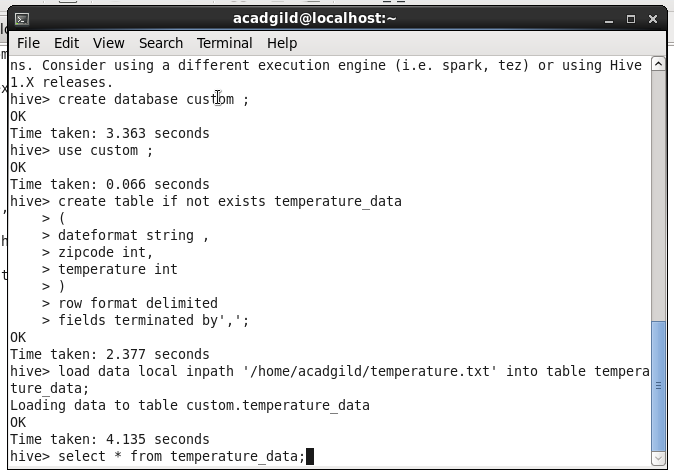 acadgild@localhost:~
File Edit View Search Terminal Help
ns. Consider using a different execution engine (i.e. spark, tez) or using Hive
1.X releases.
hive> create database custom ;
OK
Time taken: 3.363 seconds
hive> use custom ;
OK
Time taken: 0.066 seconds
hive> create table if not exists temperature_data
    > (
    > dateformat string ,
    > zipcode int,
    > temperature int
    > )
    > row format delimited
    > fields terminated by',';
OK
Time taken: 2.377 seconds
hive> load data local inpath '/home/acadgild/temperature.txt' into table tempera
ture_data;
Loading data to table custom.temperature_data
OK
Time taken: 4.135 seconds
hive> select * from temperature_data;